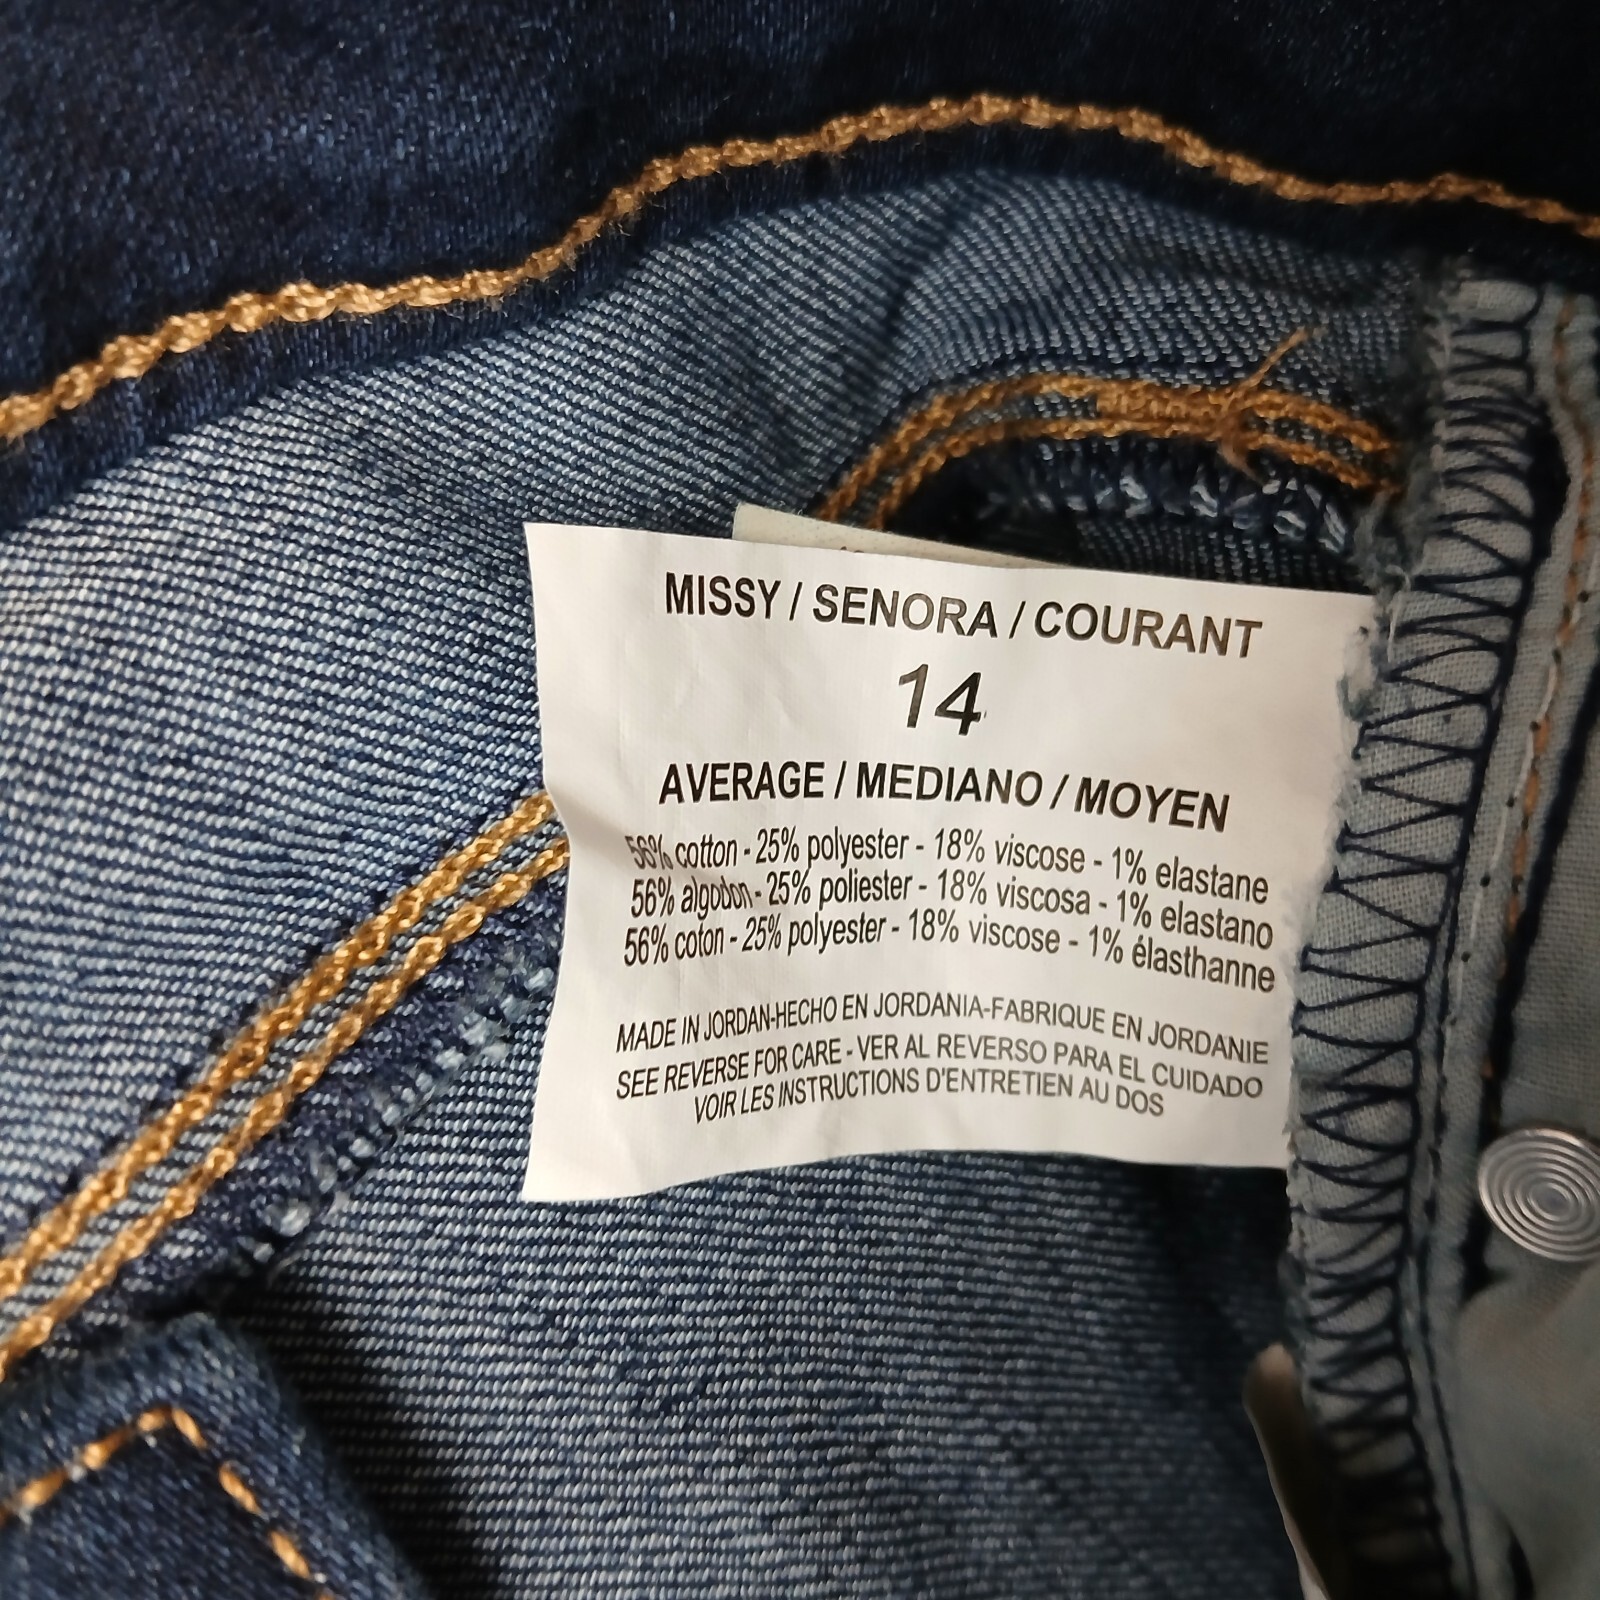 MISSY / SENORA / COURANT
14
AVERAGE / MEDIANO / MOYEN
56% cotton - 25% polyester - 18% viscose - 1% elastane
56% algodon - 25% poliester - 18% viscosa - 1% elastano
56% coton - 25% polyester - 18% viscose - 1% élasthanne
MADE IN JORDAN-HECHO EN JORDANIA-FABRIQUE EN JORDANIE
SEE REVERSE FOR CARE - VER AL REVERSO PARA EL CUIDADO
VOIR LES INSTRUCTIONS D'ENTRETIEN AU DOS